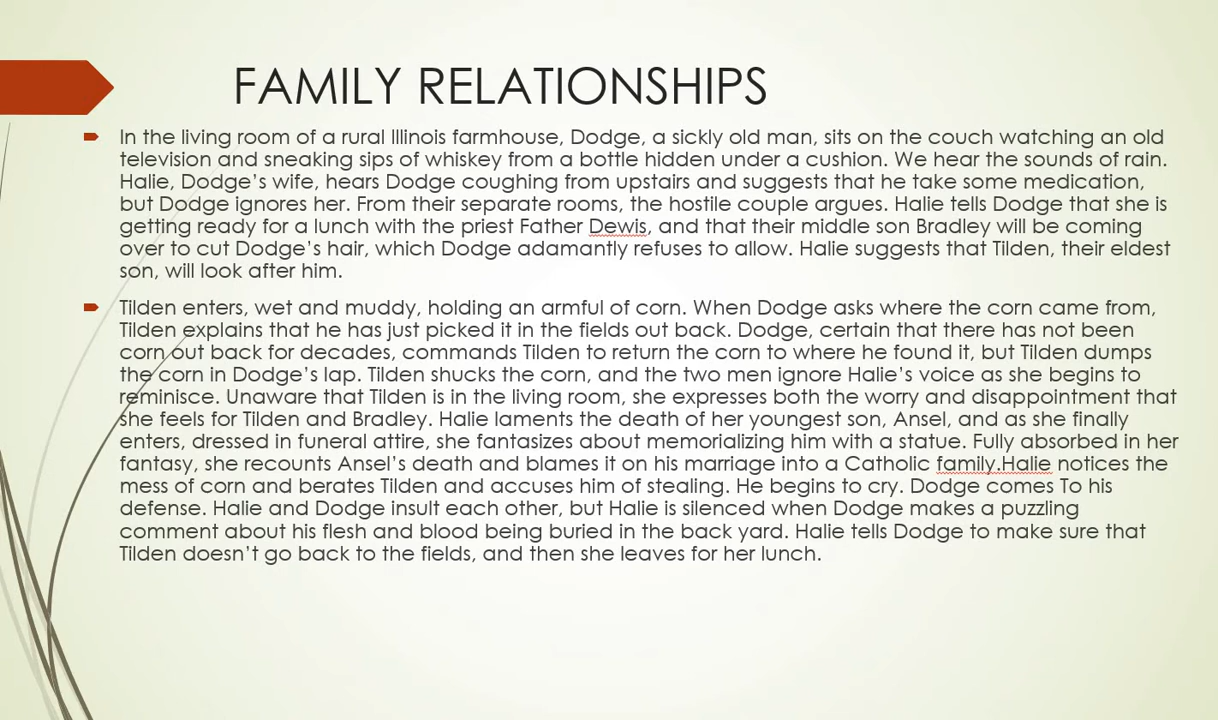 FAMILY RELATIONSHIPS
In the living room of a rural Illinois farmhouse, Dodge, a sickly old man, sits on the couch watching an old
television and sneaking sips of whiskey from a bottle hidden under a cushion. We hear the sounds of rain.
Halie, Dodge’s wife, hears Dodge coughing from upstairs and suggests that he take some medication,
but Dodge ignores her. From their separate rooms, the hostile couple argues. Halie tells Dodge that she is
getting ready for a lunch with the priest Father Dewis, and that their middle son Bradley will be coming
over to cut Dodge’s hair, which Dodge adamantly refuses to allow. Halie suggests that Tilden, their eldest
son, will look after him.
Tilden enters, wet and muddy, holding an armful of corn. When Dodge asks where the corn came from,
Tilden explains that he has just picked it in the fields out back. Dodge, certain that there has not been
corn out back for decades, commands Tilden to return the corn to where he found it, but Tilden dumps
the corn in Dodge’s lap. Tilden shucks the corn, and the two men ignore Halie’s voice as she begins to
reminisce. Unaware that Tilden is in the living room, she expresses both the worry and disappointment that
she feels for Tilden and Bradley. Halie laments the death of her youngest son, Ansel, and as she finally
enters, dressed in funeral attire, she fantasizes about memorializing him with a statue. Fully absorbed in her
fantasy, she recounts Ansel’s death and blames it on his marriage into a Catholic family.Halie notices the
mess of corn and berates Tilden and accuses him of stealing. He begins to cry. Dodge comes To his
defense. Halie and Dodge insult each other, but Halie is silenced when Dodge makes a puzzling
comment about his flesh and blood being buried in the back yard. Halie tells Dodge to make sure that
Tilden doesn’t go back to the fields, and then she leaves for her lunch.